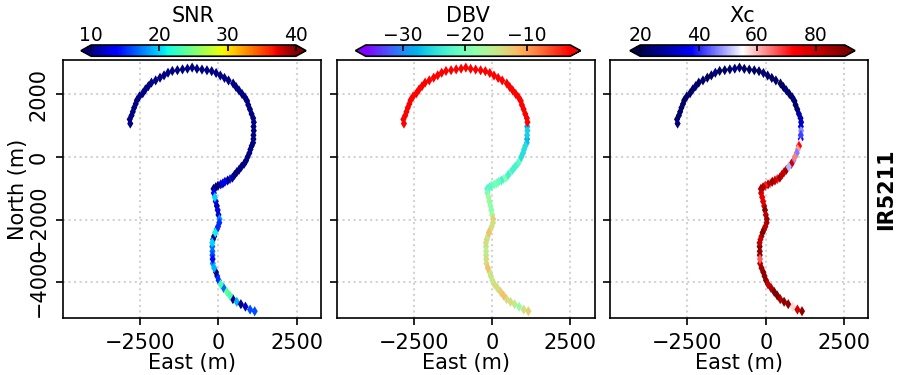 SNR DBV Xc
10 20 30 40 −30 −20 −10 20 40 60 80
2000
0
−2000
−4000
North (m)
IR5211
−2500 0 2500 −2500 0 2500 −2500 0 2500
East (m) East (m) East (m)